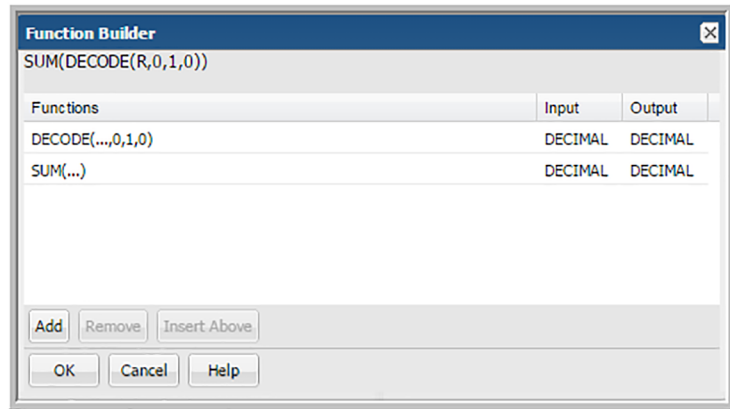 Function Builder
SUM(DECODE(R,0,1,0))
Functions Input Output
DECODE(...,0,1,0) DECIMAL DECIMAL
SUM(...) DECIMAL DECIMAL
Add Remove Insert Above
OK Cancel Help